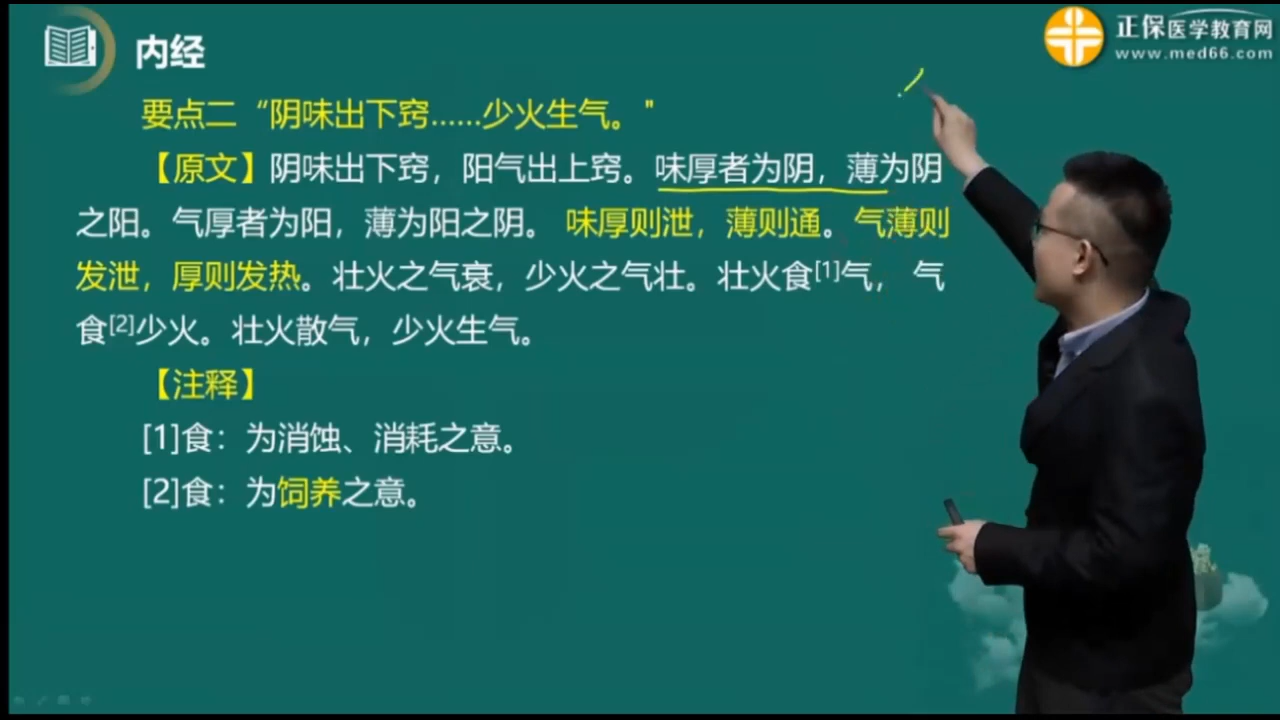 内经
正保医学教育网
www.med66.com
要点二“阴味出下窍……少火生气。"
【原文】阴味出下窍，阳气出上窍。味厚者为阴，薄为阴
之阳。气厚者为阳，薄为阳之阴。 味厚则泄，薄则通。气薄则
发泄，厚则发热。壮火之气衰，少火之气壮。壮火食[1]气， 气
食[2]少火。壮火散气，少火生气。
【注释】
[1]食：为消蚀、消耗之意。
[2]食：为饲养之意。